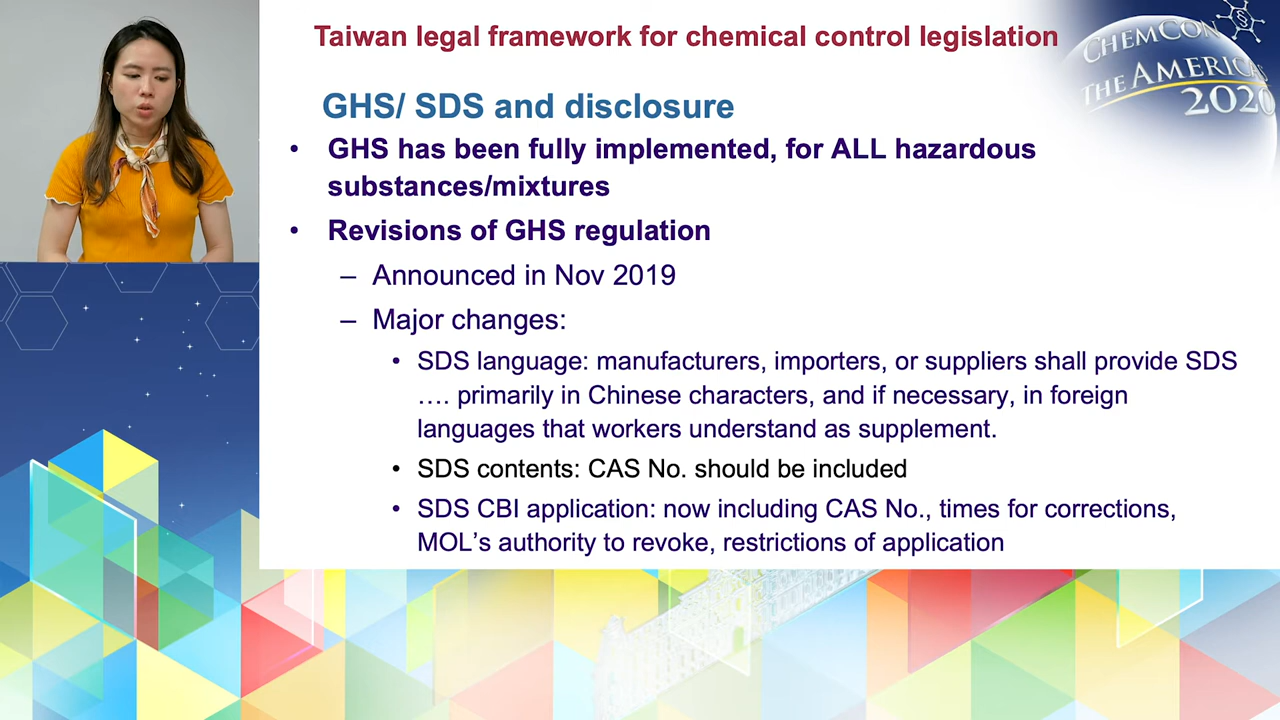 Taiwan legal framework for chemical control legislation
CHEMCON
THE AMERICAS
2020
GHS/ SDS and disclosure
• GHS has been fully implemented, for ALL hazardous
substances/mixtures
• Revisions of GHS regulation
– Announced in Nov 2019
– Major changes:
• SDS language: manufacturers, importers, or suppliers shall provide SDS
…. primarily in Chinese characters, and if necessary, in foreign
languages that workers understand as supplement.
• SDS contents: CAS No. should be included
• SDS CBI application: now including CAS No., times for corrections,
MOL’s authority to revoke, restrictions of application